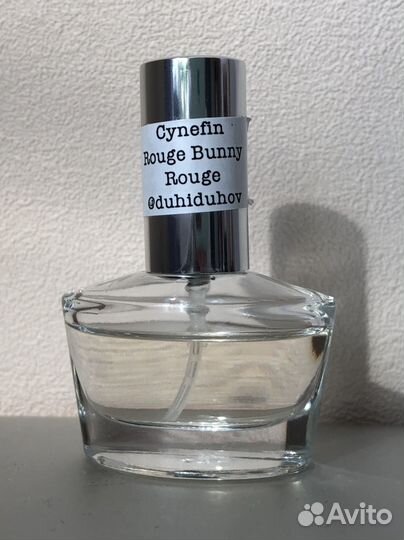 Cynefin
Rouge Bunny
Rouge
@duhiduhov
Avito